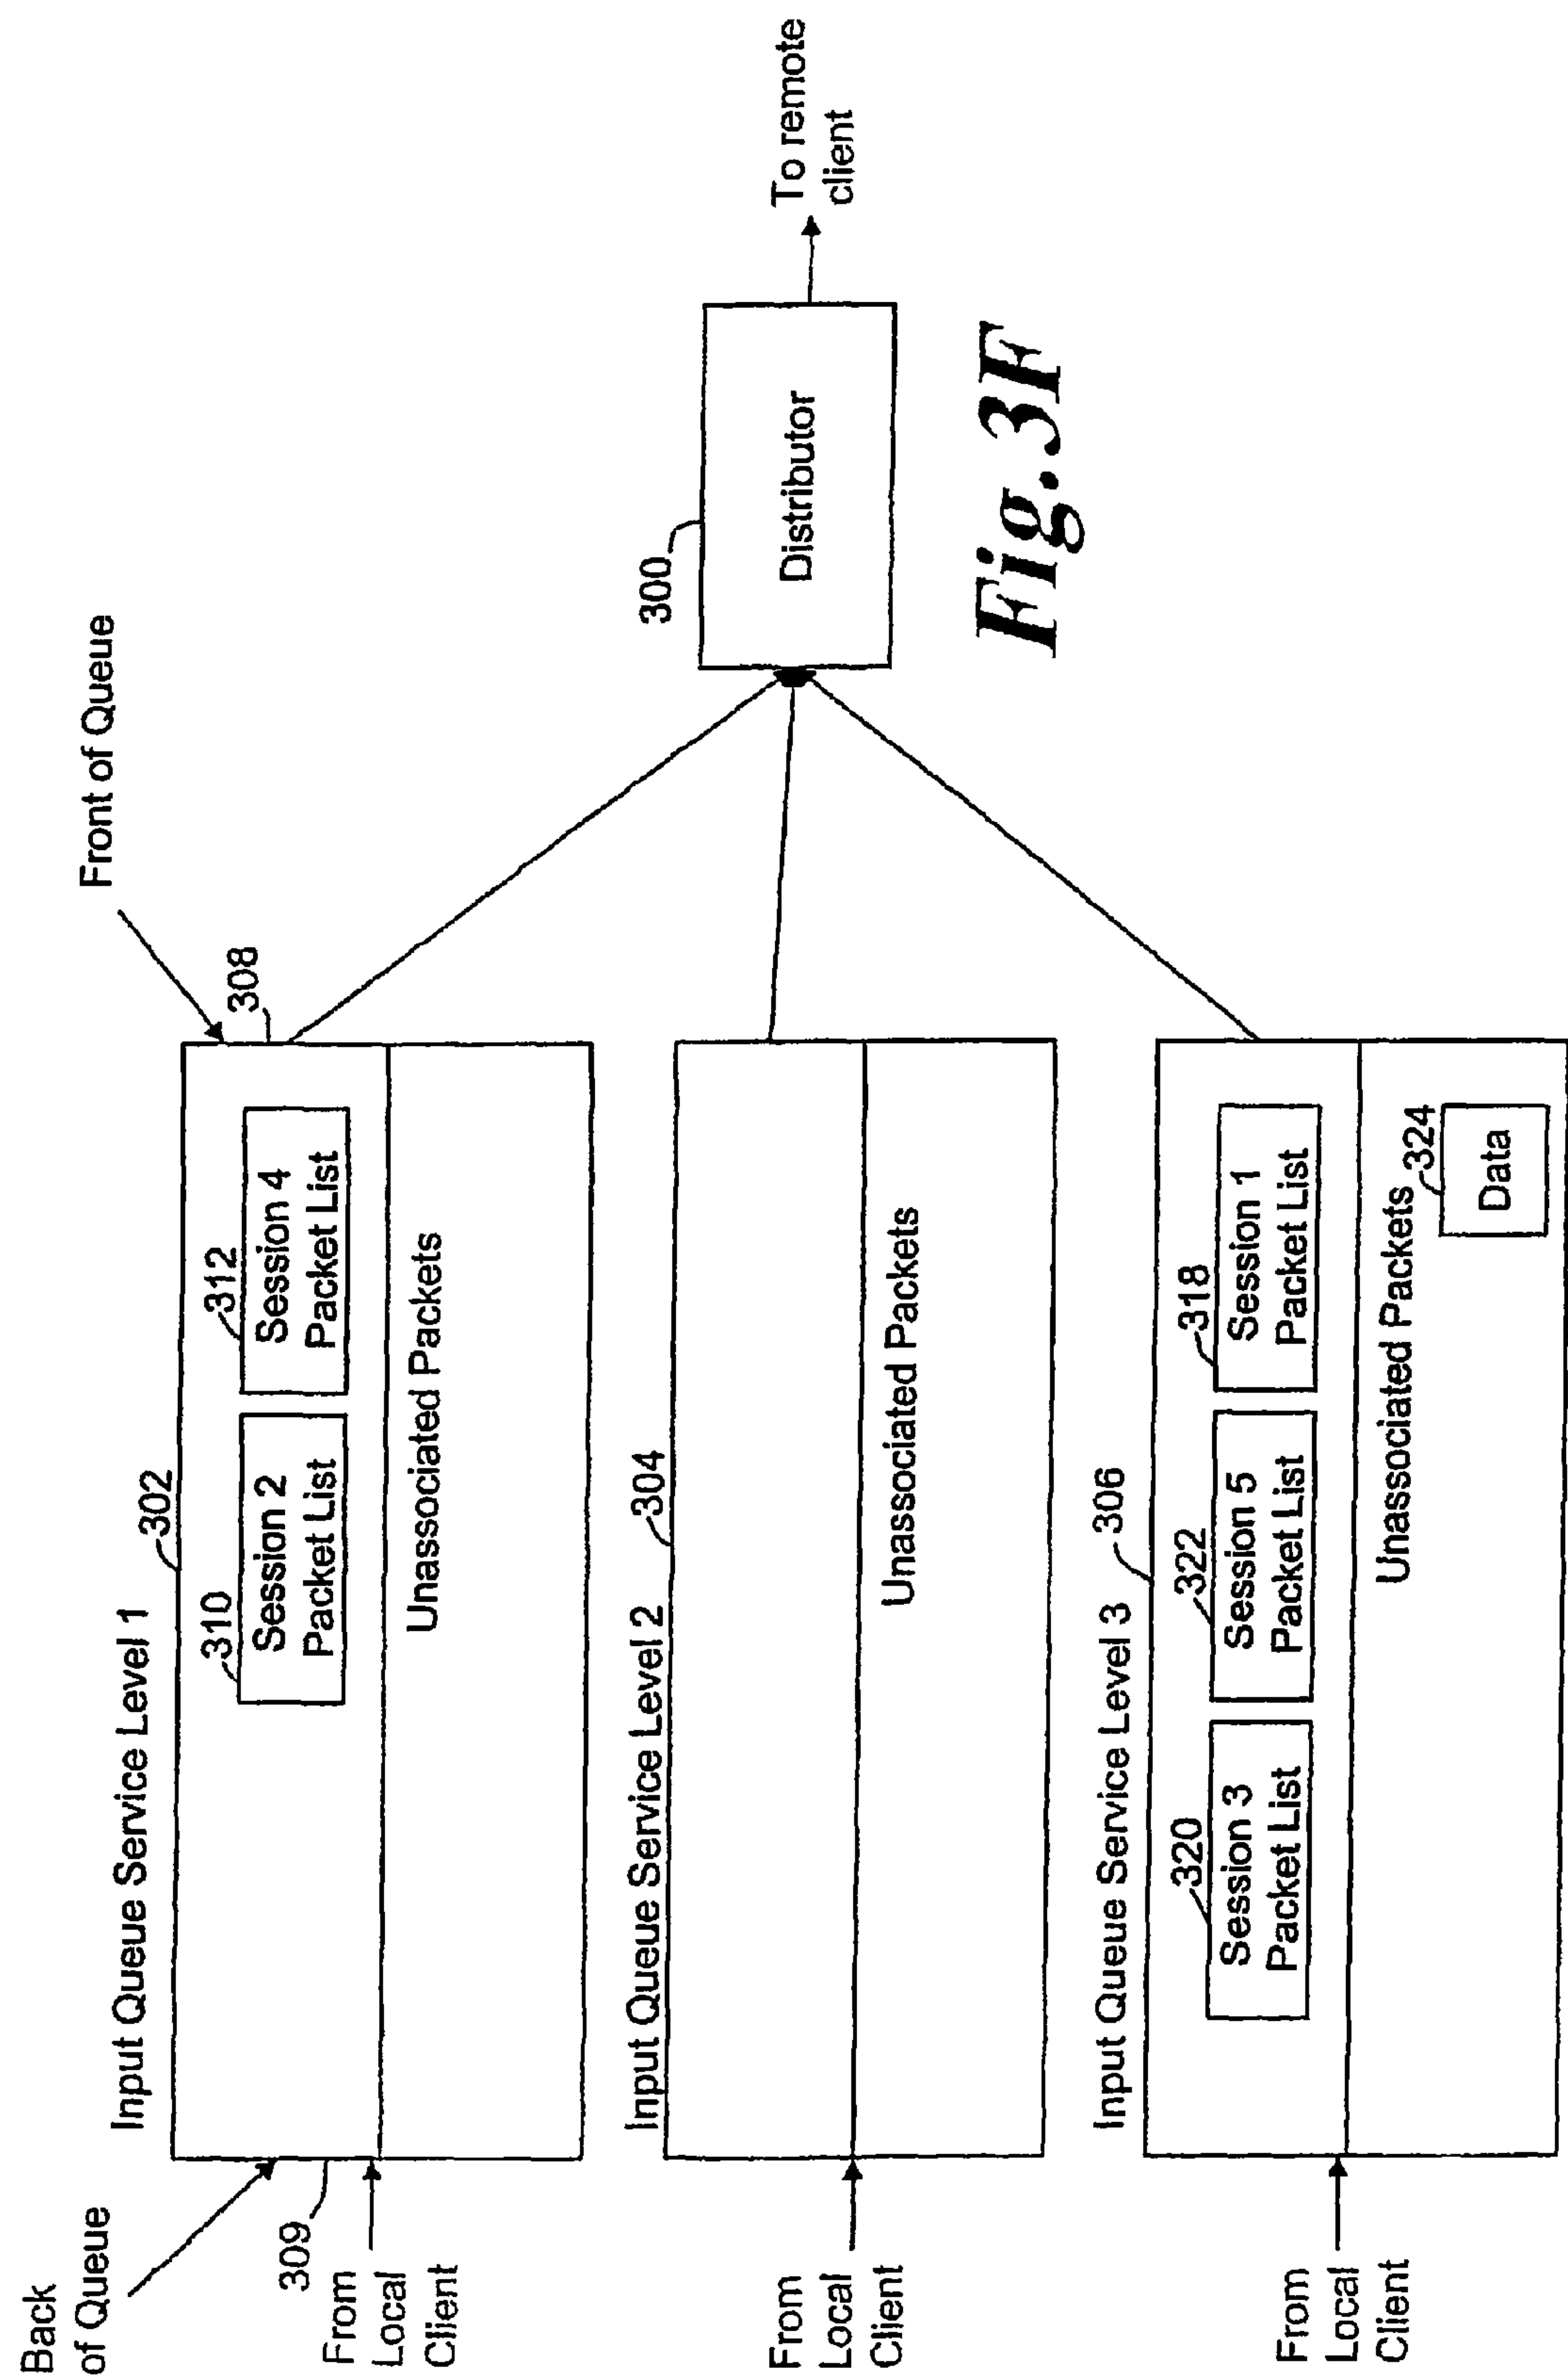 Back
of Queue
Front of Queue
Input Queue Service Level 1
302
308
309
310
Session 2
Packet List
312
Session 4
Packet List
Unassociated Packets
From
Local
Client
Input Queue Service Level 2
304
Unassociated Packets
From
Local
Client
300
Distributor
To remote
client
Input Queue Service Level 3
306
320
Session 3
Packet List
322
Session 5
Packet List
318
Session 1
Packet List
Unassociated Packets
324
Data
From
Local
Client
Fig. 3F